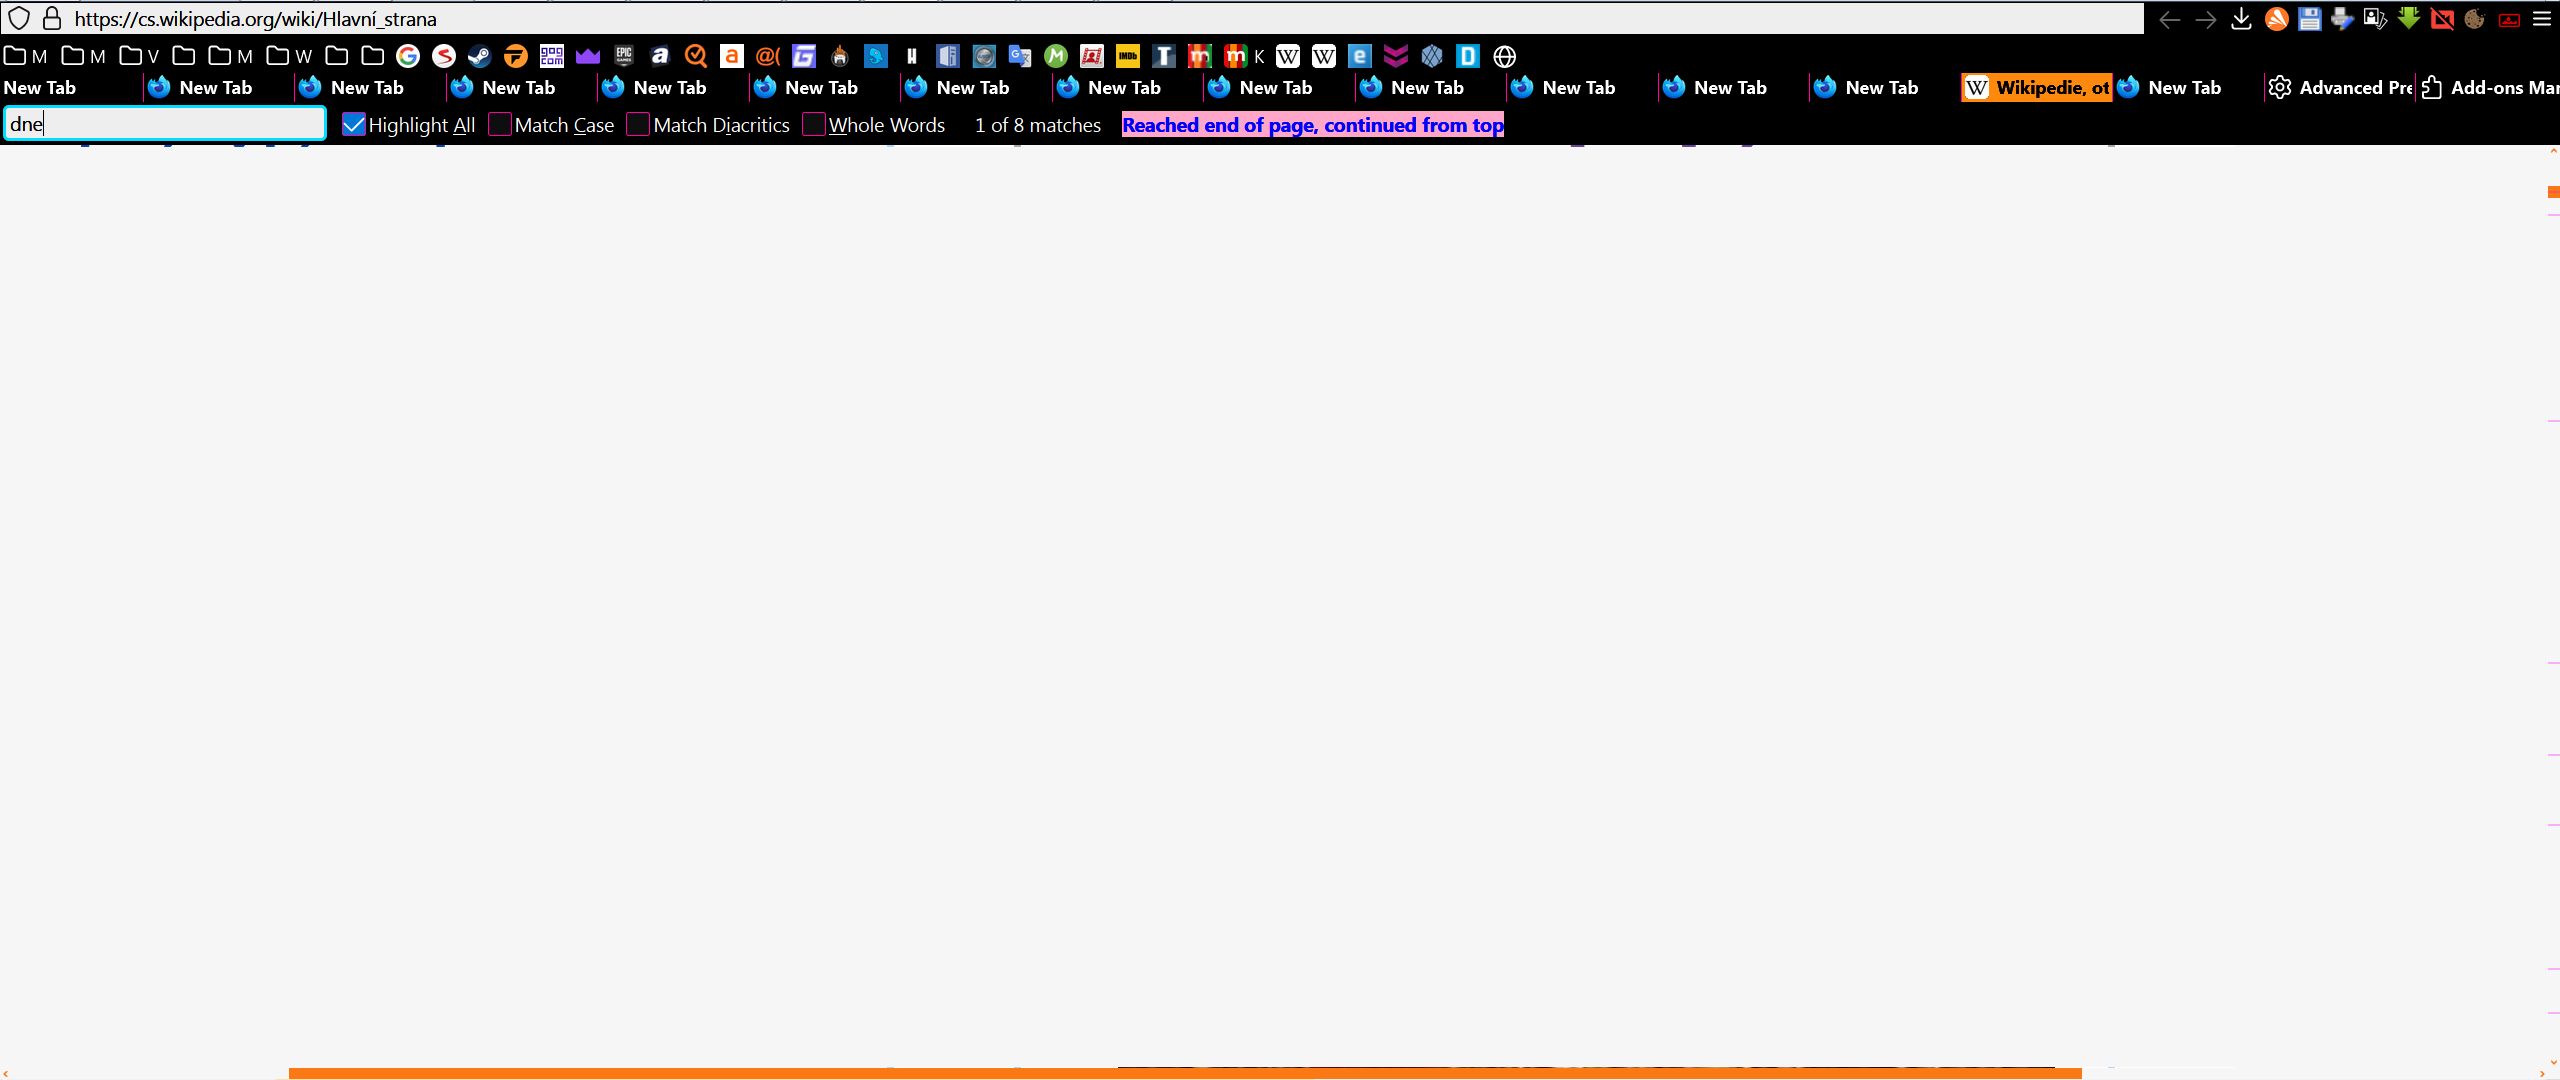 https://cs.wikipedia.org/wiki/Hlavní_strana
M M V M W K
New Tab New Tab New Tab New Tab New Tab New Tab New Tab New Tab New Tab New Tab New Tab New Tab New Tab Wikipedie, ot New Tab Advanced Pre Add-ons Mar
dne Highlight All Match Case Match Diacritics Whole Words 1 of 8 matches Reached end of page, continued from top